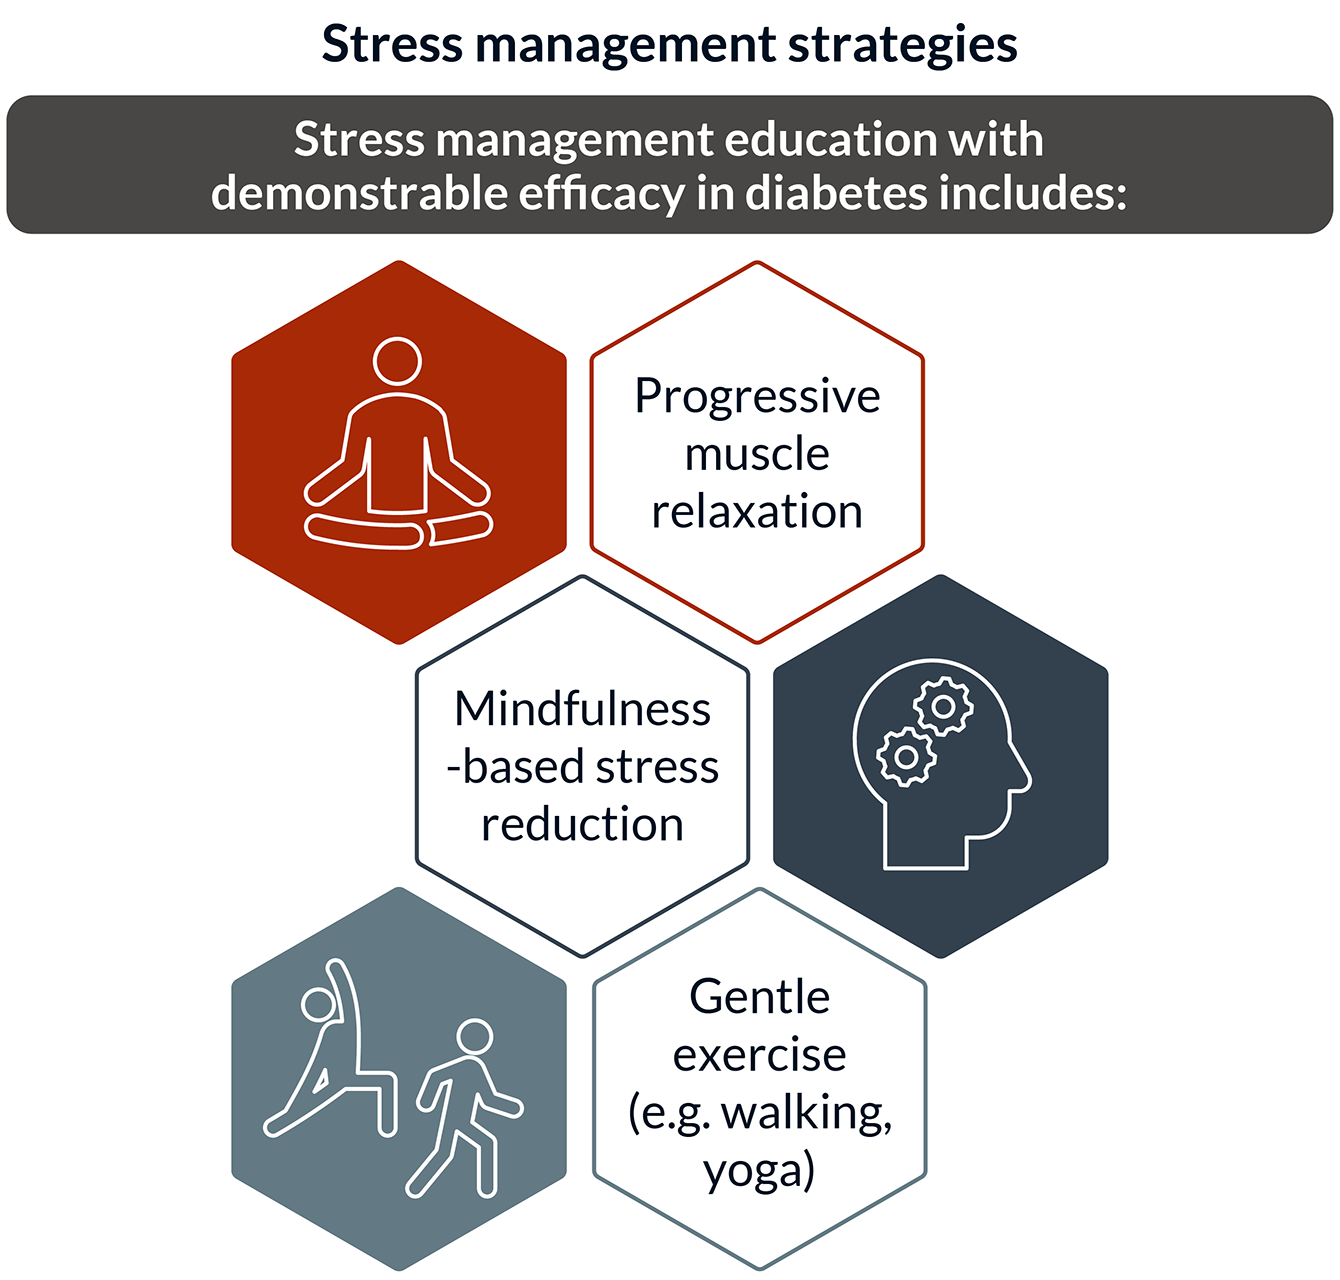 Stress management strategies
Stress management education with
demonstrable efficacy in diabetes includes:
Progressive
muscle
relaxation
Mindfulness
-based stress
reduction
Gentle
exercise
(e.g. walking,
yoga)